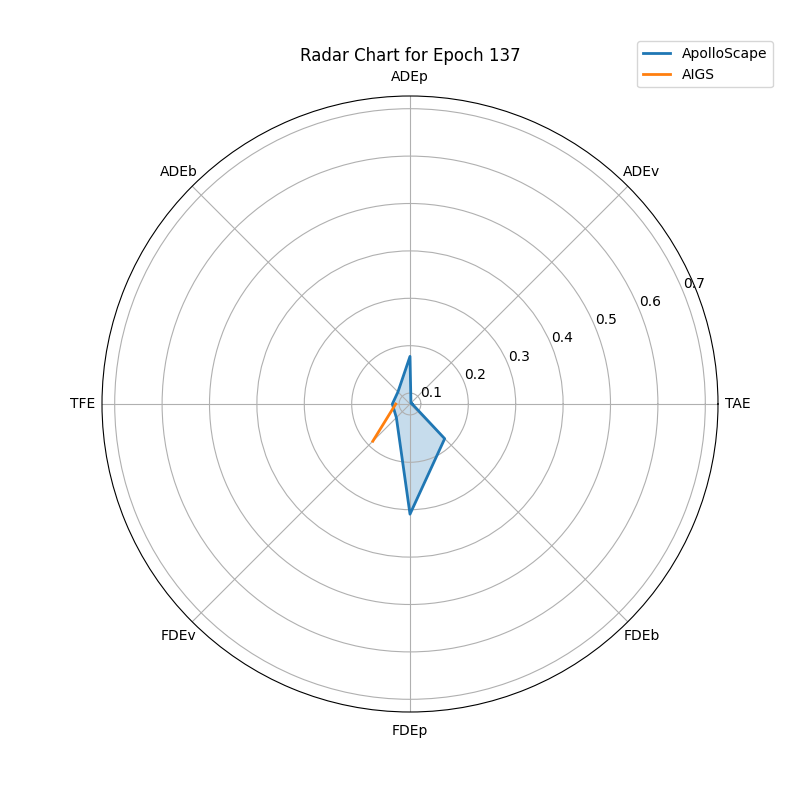 ApolloScape
AIGS
Radar Chart for Epoch 137
ADEp
ADEb
ADEv
0.7
0.6
0.5
0.4
0.3
0.2
0.1
TFE
TAE
FDEv
FDEb
FDEp